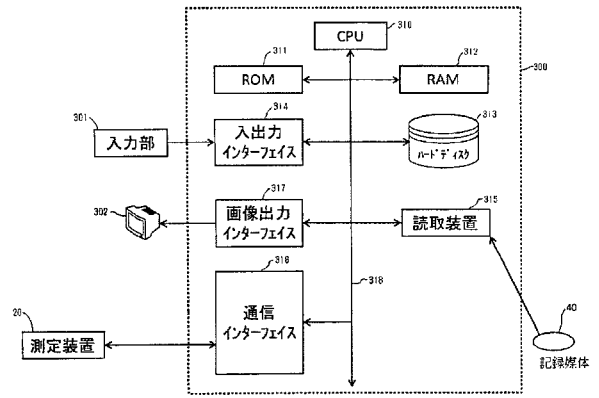 310
CPU
311
ROM
312
RAM
300
301
入力部
314
入出力
インターフェイス
313
ハードディスク
302
317
画像出力
インターフェイス
315
読取装置
316
通信
インターフェイス
318
20
測定装置
40
記録媒体